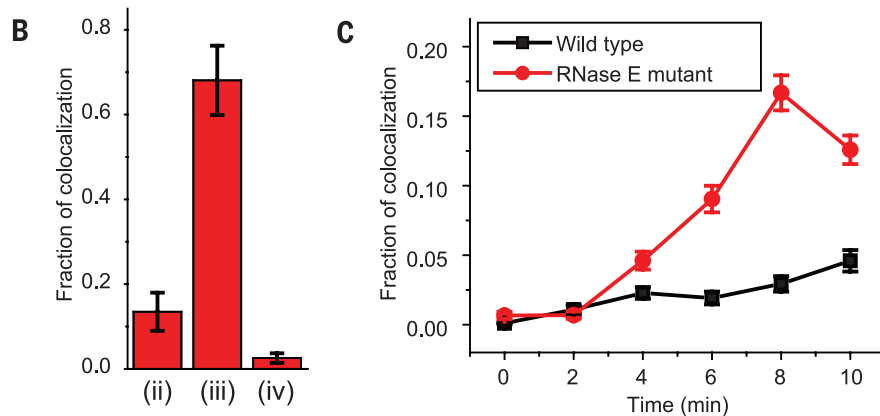 B
Fraction of colocalization
0.8
0.6
0.4
0.2
0.0
(ii) (iii) (iv)
C
Wild type
RNase E mutant
Fraction of colocalization
0.20
0.15
0.10
0.05
0.00
0 2 4 6 8 10
Time (min)